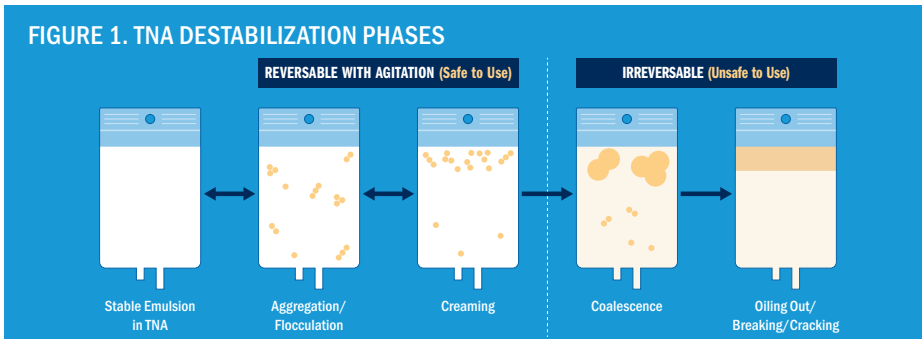 FIGURE 1. TNA DESTABILIZATION PHASES
REVERSABLE WITH AGITATION (Safe to Use)
IRREVERSIBLE (Unsafe to Use)
Stable Emulsion
in TNA
Aggregation/
Flocculation
Creaming
Coalescence
Oiling Out/
Breaking/Cracking